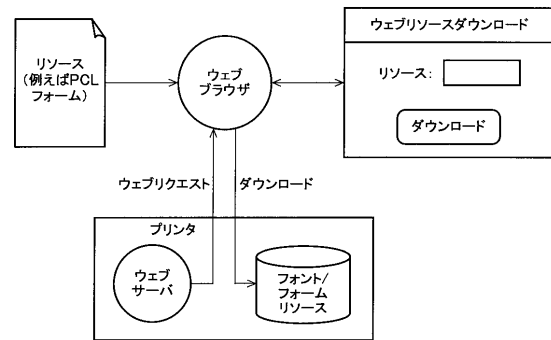 リソース
(例えばPCL
フォーム)
ウェブ
ブラウザ
ウェブリソースダウンロード
リソース:
ダウンロード
ウェブリクエスト
ダウンロード
プリンタ
ウェブ
サーバ
フォント/
フォーム
リソース